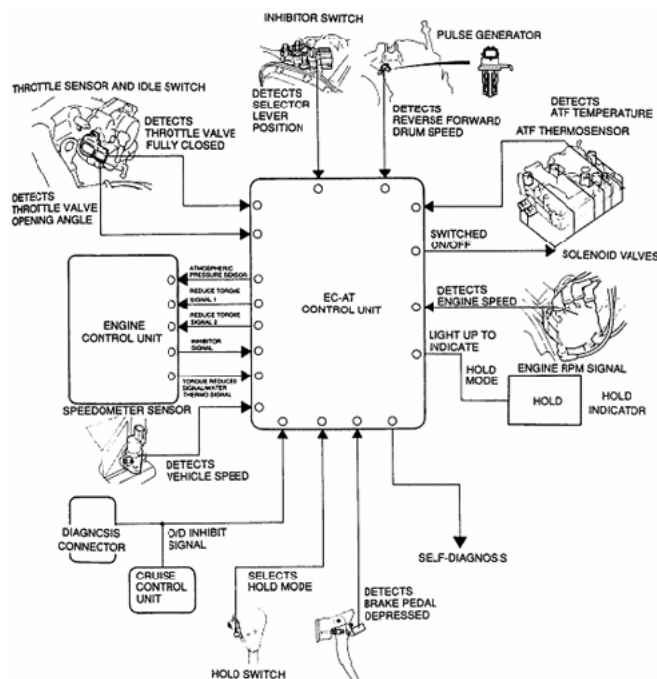 INHIBITOR SWITCH
PULSE GENERATOR
THROTTLE SENSOR AND IDLE SWITCH
DETECTS
THROTTLE VALVE
FULLY CLOSED
DETECTS
SELECTOR
LEVER
POSITION
DETECTS
REVERSE FORWARD
DRUM SPEED
DETECTS
ATF TEMPERATURE
ATF THERMOSENSOR
DETECTS
THROTTLE VALVE
OPENING ANGLE
SWITCHED
ON/OFF
SOLENOID VALVES
ENGINE
CONTROL UNIT
ATMOSPHERIC
PRESSURE SENSOR
REDUCE TORQUE
SIGNAL 1
REDUCE TORQUE
SIGNAL 2
INHIBITOR
SIGNAL
TORQUE REDUCED
SIGNAL/WATER
THERMO SIGNAL
EC-AT
CONTROL UNIT
DETECTS
ENGINE SPEED
ENGINE RPM SIGNAL
LIGHT UP TO
INDICATE
HOLD
MODE
HOLD
HOLD
INDICATOR
SPEEDOMETER SENSOR
DETECTS
VEHICLE SPEED
DIAGNOSIS
CONNECTOR
O/D INHIBIT
SIGNAL
CRUISE
CONTROL
UNIT
SELECTS
HOLD MODE
HOLD SWITCH
DETECTS
BRAKE PEDAL
DEPRESSED
SELF-DIAGNOSIS